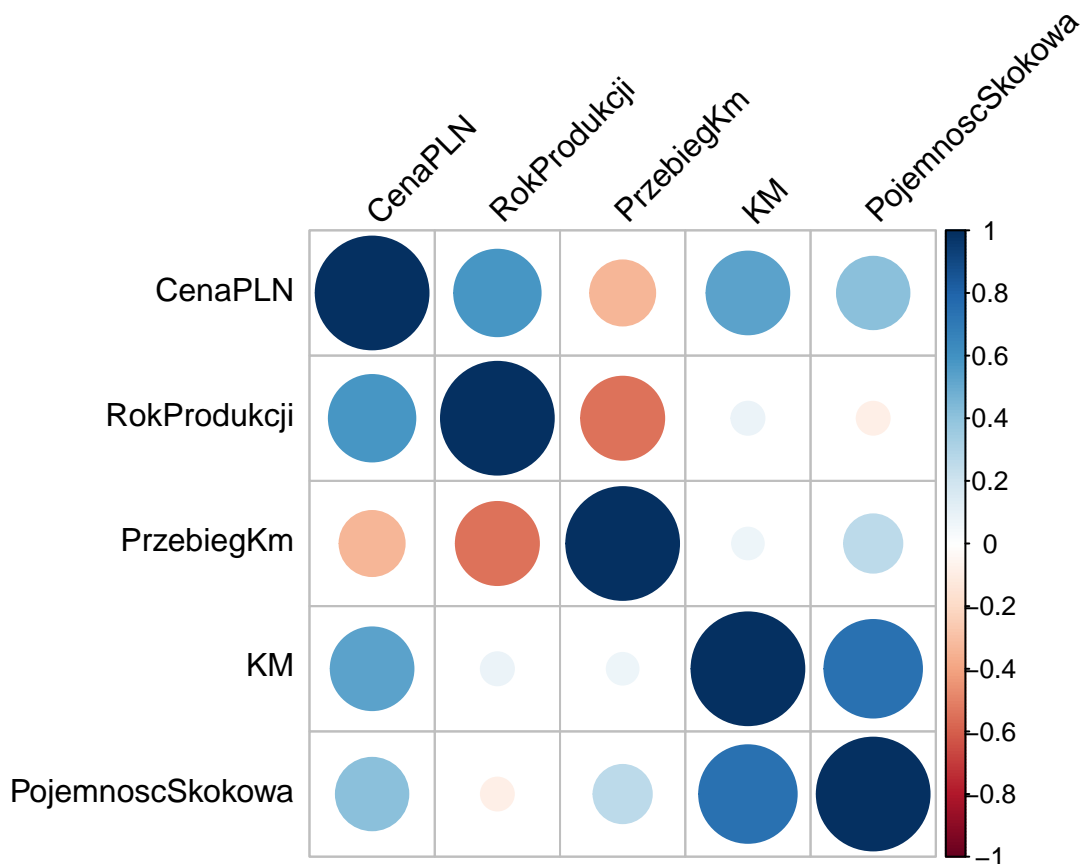 CenaPLN
RokProdukcji
PrzebiegKm
KM
PojemnoscSkokowa
CenaPLN
RokProdukcji
PrzebiegKm
KM
PojemnoscSkokowa
1
0.8
0.6
0.4
0.2
0
−0.2
−0.4
−0.6
−0.8
−1